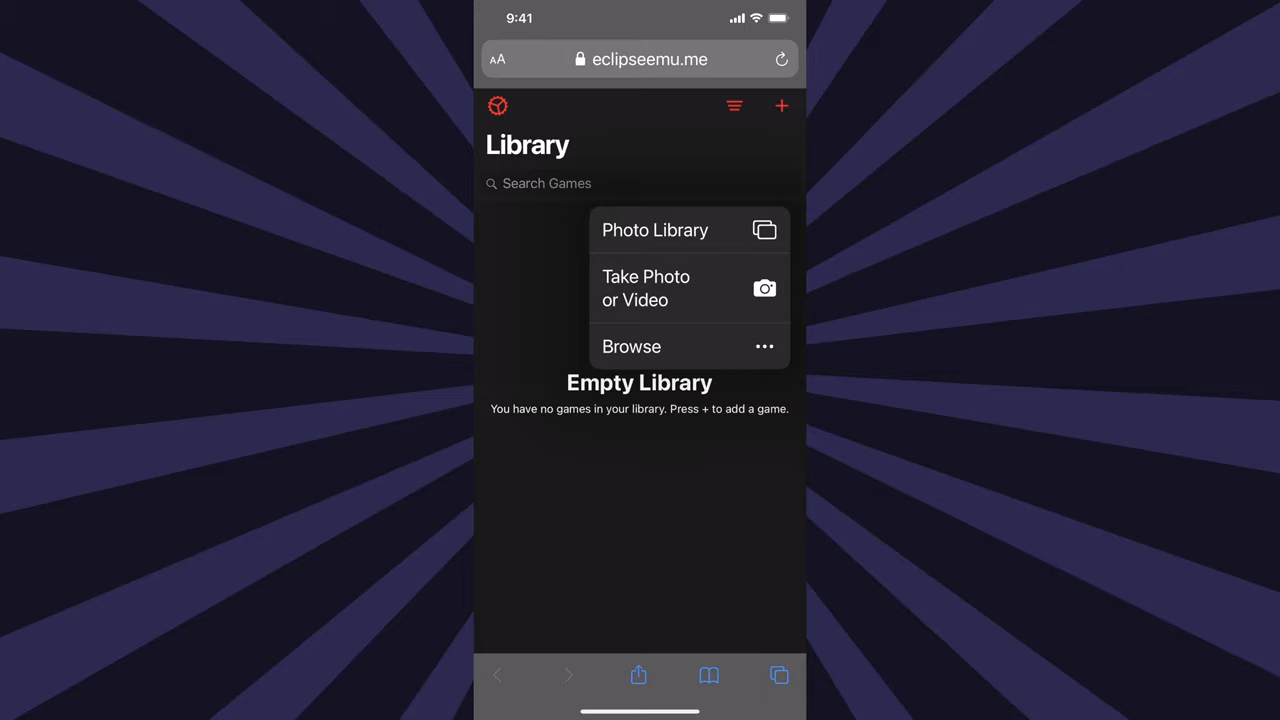 9:41
AA
eclipseemu.me
Library
Search Games
Photo Library
Take Photo
or Video
Browse
Empty Library
You have no games in your library. Press + to add a game.